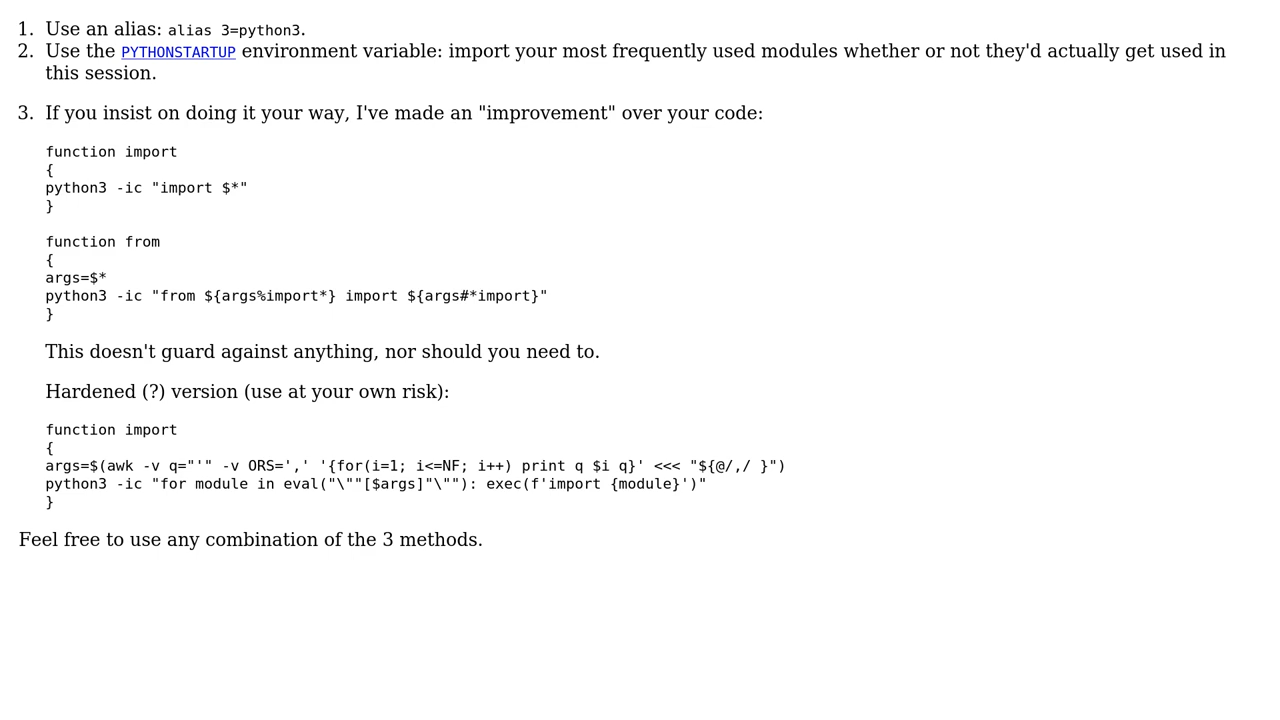 1. Use an alias: alias 3=python3.
2. Use the PYTHONSTARTUP environment variable: import your most frequently used modules whether or not they'd actually get used in
this session.
3. If you insist on doing it your way, I've made an "improvement" over your code:
function import
{
python3 -ic "import $*"
}
function from
{
args=$*
python3 -ic "from ${args%import*} import ${args#*import}"
}
This doesn't guard against anything, nor should you need to.
Hardened (?) version (use at your own risk):
function import
{
args=$(awk -v q="'" -v ORS=',' '{for(i=1; i<=NF; i++) print q $i q}' <<< "${@/,/ }")
python3 -ic "for module in eval("\""[$args]"\""): exec(f'import {module}')"
}
Feel free to use any combination of the 3 methods.